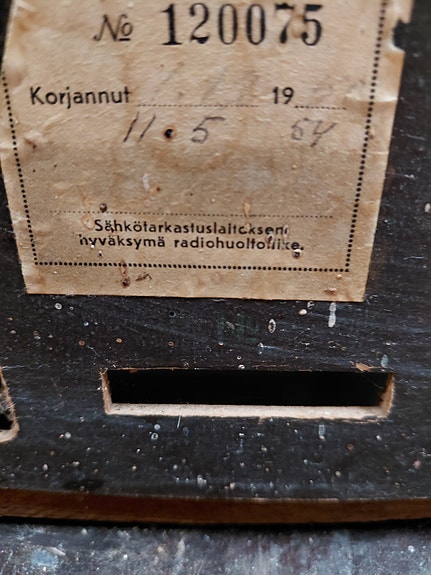 № 120075
Korjannut 19
11. 5 54
Sähkötarkastuslaitoksen
hyväksymä radiohuoltoliike.